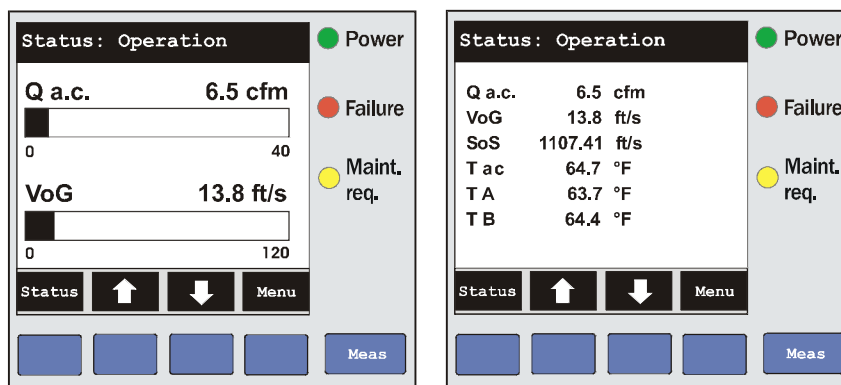 Status: Operation
Power
Q a.c. 6.5 cfm
Failure
0 40
Maint.
req.
VoG 13.8 ft/s
0 120
Status Menu
Meas
Status: Operation
Power
Q a.c. 6.5 cfm
VoG 13.8 ft/s
Failure
SoS 1107.41 ft/s
T ac 64.7 °F
Maint.
req.
T A 63.7 °F
T B 64.4 °F
Status Menu
Meas